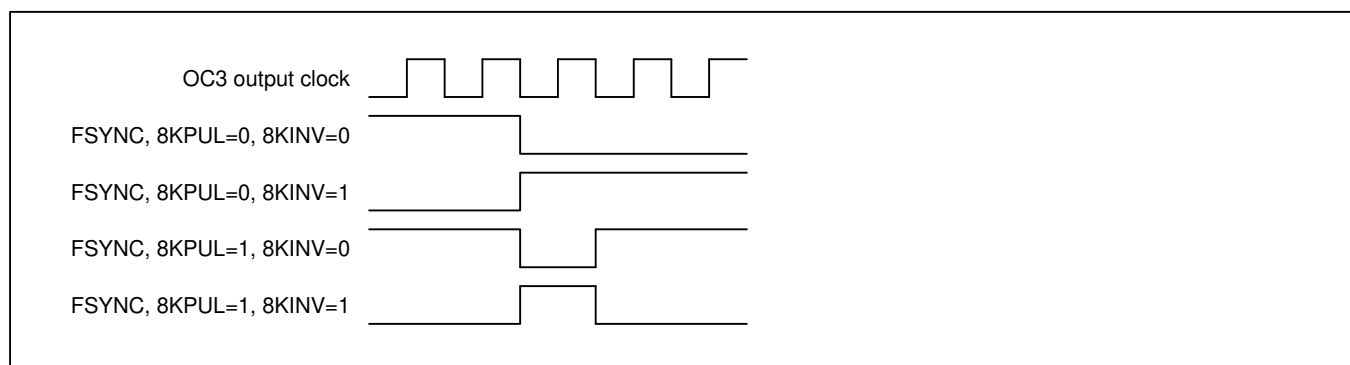 OC3 output clock
FSYNC, 8KPUL=0, 8KINV=0
FSYNC, 8KPUL=0, 8KINV=1
FSYNC, 8KPUL=1, 8KINV=0
FSYNC, 8KPUL=1, 8KINV=1